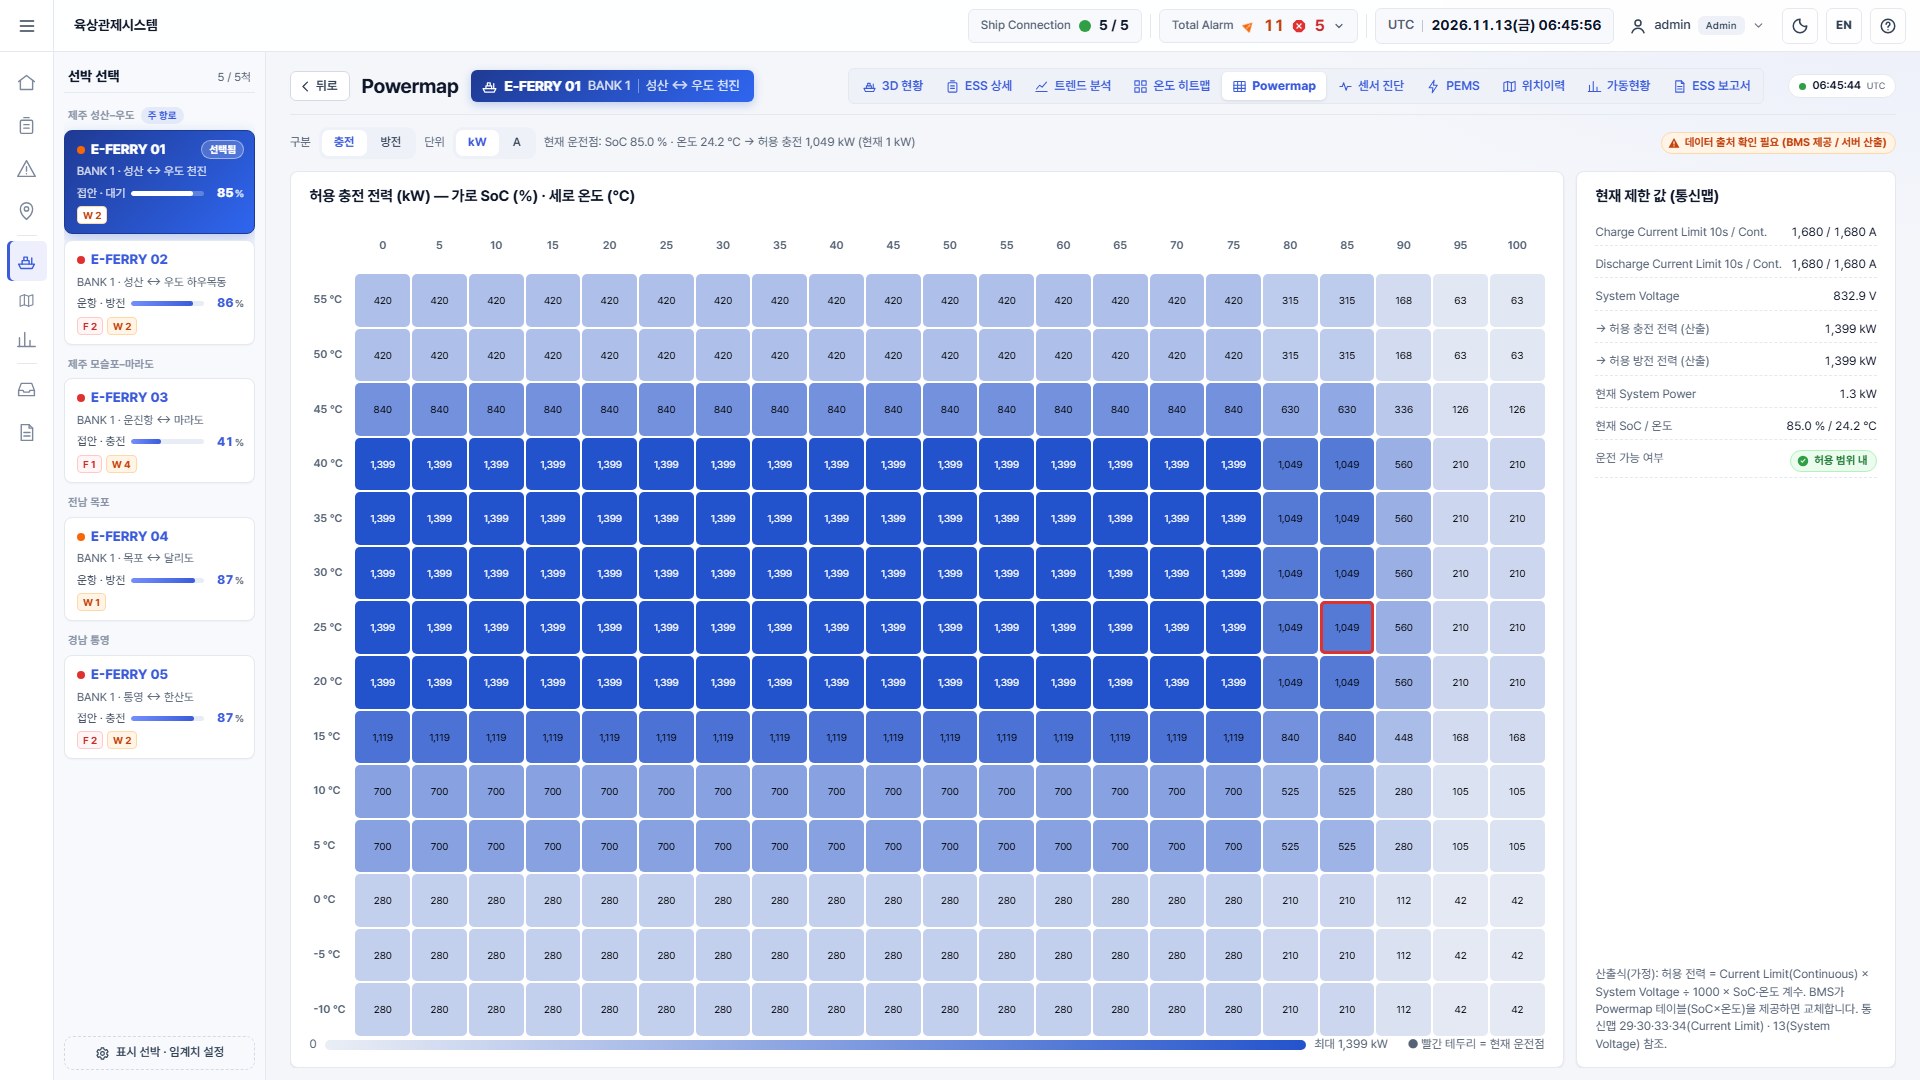 육상관제시스템
Ship Connection 5 / 5
Total Alarm 11 5
UTC 2026.11.13(금) 06:45:56
admin Admin
EN
선박 선택 5 / 5척
제주 성산–우도 주 항로
E-FERRY 01 선택됨
BANK 1 · 성산 ↔ 우도 천진
접안 · 대기 85%
W 2
E-FERRY 02
BANK 1 · 성산 ↔ 우도 하우목동
운항 · 방전 86%
F 2 W 2
제주 모슬포–마라도
E-FERRY 03
BANK 1 · 운진항 ↔ 마라도
접안 · 충전 41%
F 1 W 4
전남 목포
E-FERRY 04
BANK 1 · 목포 ↔ 달리도
운항 · 방전 87%
W 1
경남 통영
E-FERRY 05
BANK 1 · 통영 ↔ 한산도
접안 · 충전 87%
F 2 W 2
표시 선박 · 임계치 설정
뒤로
Powermap
E-FERRY 01 BANK 1 성산 ↔ 우도 천진
3D 현황
ESS 상세
트렌드 분석
온도 히트맵
Powermap
센서 진단
PEMS
위치이력
가동현황
ESS 보고서
06:45:44 UTC
구분 충전 방전 단위 kW A 현재 운전점: SoC 85.0 % · 온도 24.2 °C → 허용 충전 1,049 kW (현재 1 kW)
데이터 출처 확인 필요 (BMS 제공 / 서버 산출)
허용 충전 전력 (kW) — 가로 SoC (%) · 세로 온도 (°C)
0 5 10 15 20 25 30 35 40 45 50 55 60 65 70 75 80 85 90 95 100
55 °C 420 420 420 420 420 420 420 420 420 420 420 420 420 420 420 420 315 315 168 63 63
50 °C 420 420 420 420 420 420 420 420 420 420 420 420 420 420 420 420 315 315 168 63 63
45 °C 840 840 840 840 840 840 840 840 840 840 840 840 840 840 840 840 630 630 336 126 126
40 °C 1,399 1,399 1,399 1,399 1,399 1,399 1,399 1,399 1,399 1,399 1,399 1,399 1,399 1,399 1,399 1,399 1,049 1,049 560 210 210
35 °C 1,399 1,399 1,399 1,399 1,399 1,399 1,399 1,399 1,399 1,399 1,399 1,399 1,399 1,399 1,399 1,399 1,049 1,049 560 210 210
30 °C 1,399 1,399 1,399 1,399 1,399 1,399 1,399 1,399 1,399 1,399 1,399 1,399 1,399 1,399 1,399 1,399 1,049 1,049 560 210 210
25 °C 1,399 1,399 1,399 1,399 1,399 1,399 1,399 1,399 1,399 1,399 1,399 1,399 1,399 1,399 1,399 1,399 1,049 1,049 560 210 210
20 °C 1,399 1,399 1,399 1,399 1,399 1,399 1,399 1,399 1,399 1,399 1,399 1,399 1,399 1,399 1,399 1,399 1,049 1,049 560 210 210
15 °C 1,119 1,119 1,119 1,119 1,119 1,119 1,119 1,119 1,119 1,119 1,119 1,119 1,119 1,119 1,119 1,119 840 840 448 168 168
10 °C 700 700 700 700 700 700 700 700 700 700 700 700 700 700 700 700 525 525 280 105 105
5 °C 700 700 700 700 700 700 700 700 700 700 700 700 700 700 700 700 525 525 280 105 105
0 °C 280 280 280 280 280 280 280 280 280 280 280 280 280 280 280 280 210 210 112 42 42
-5 °C 280 280 280 280 280 280 280 280 280 280 280 280 280 280 280 280 210 210 112 42 42
-10 °C 280 280 280 280 280 280 280 280 280 280 280 280 280 280 280 280 210 210 112 42 42
0 최대 1,399 kW 빨간 테두리 = 현재 운전점
현재 제한 값 (통신맵)
Charge Current Limit 10s / Cont. 1,680 / 1,680 A
Discharge Current Limit 10s / Cont. 1,680 / 1,680 A
System Voltage 832.9 V
→ 허용 충전 전력 (산출) 1,399 kW
→ 허용 방전 전력 (산출) 1,399 kW
현재 System Power 1.3 kW
현재 SoC / 온도 85.0 % / 24.2 °C
운전 가능 여부 허용 범위 내
산출식(가정): 허용 전력 = Current Limit(Continuous) ×
System Voltage ÷ 1000 × SoC·온도 계수. BMS가
Powermap 테이블(SoC×온도)을 제공하면 교체합니다. 통
신맵 29·30·33·34(Current Limit) · 13(System
Voltage) 참조.